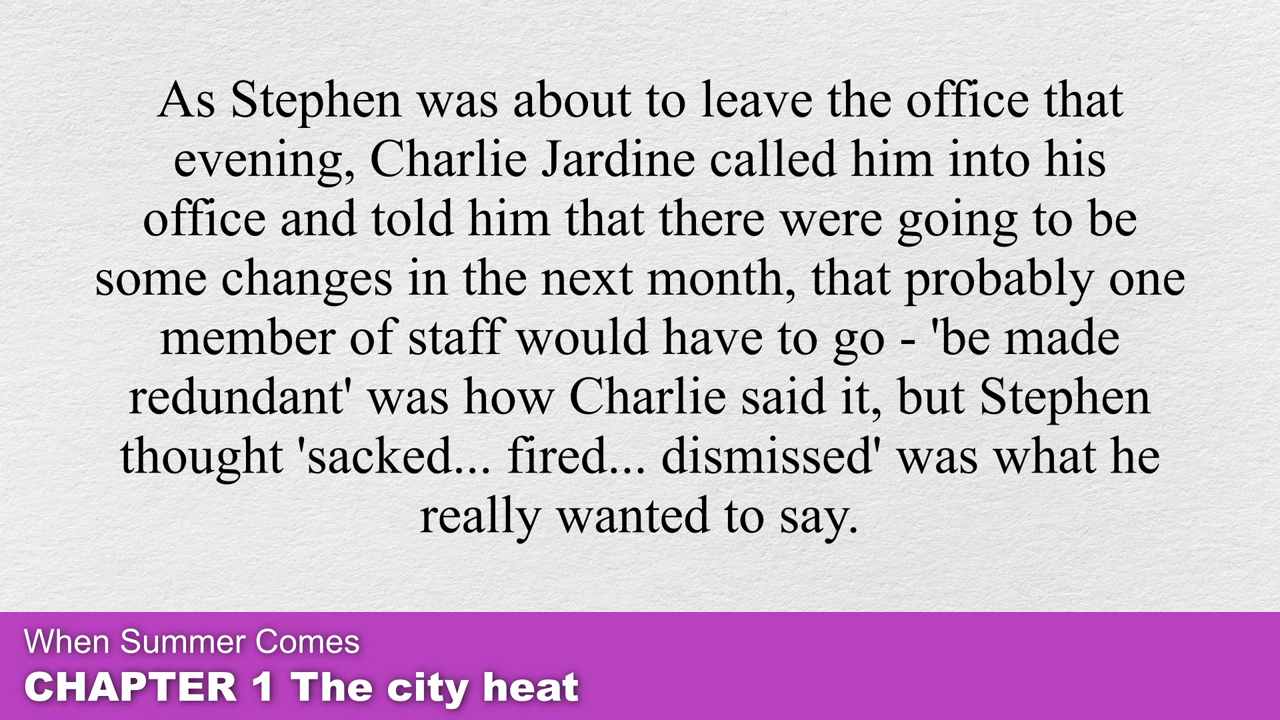 As Stephen was about to leave the office that
evening, Charlie Jardine called him into his
office and told him that there were going to be
some changes in the next month, that probably one
member of staff would have to go - 'be made
redundant' was how Charlie said it, but Stephen
thought 'sacked... fired... dismissed' was what he
really wanted to say.
When Summer Comes
CHAPTER 1 The city heat